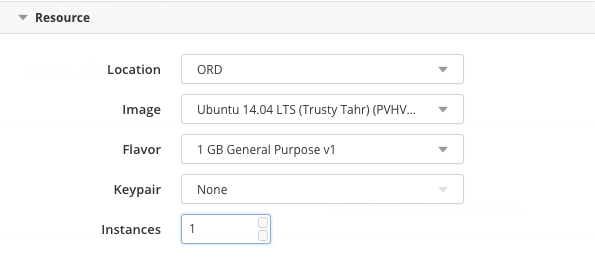 Resource
Location ORD
Image Ubuntu 14.04 LTS (Trusty Tahr) (PVHV...
Flavor 1 GB General Purpose v1
Keypair None
Instances 1